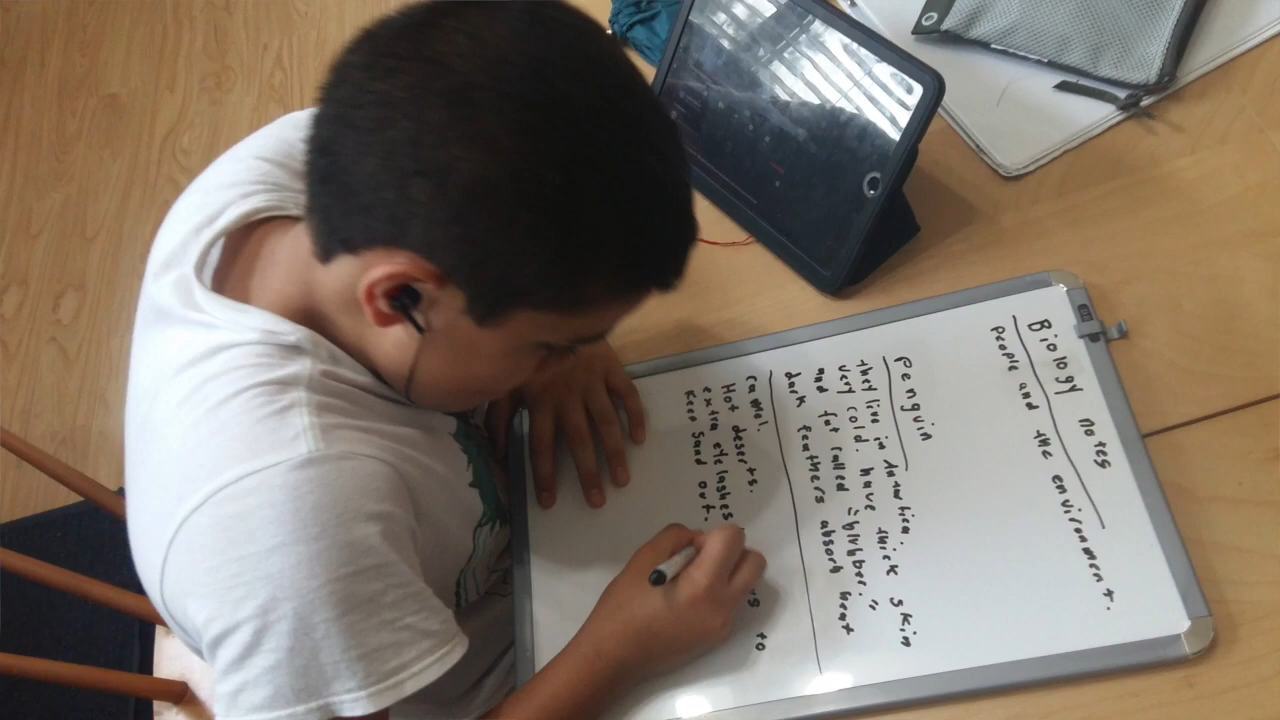 Biology notes
people and the environment.
Penguin
they live in
very cold. have thick skin
and fat called "blubber."
dark feathers absorb heat
camel.
Hot deserts.
extra eyelashes to
keep sand out.